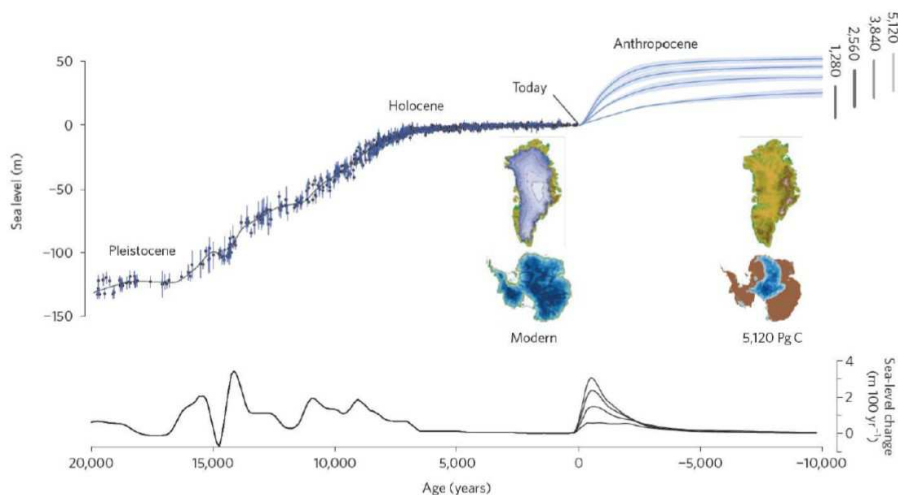 1,280
2,560
3,840
5,120
50
0
−50
−100
−150
Sea level (m)
Pleistocene
Holocene
Today
Anthropocene
Modern
5,120 Pg C
4
2
0
Sea-level change
(m 100 yr⁻¹)
20,000
15,000
10,000
5,000
0
−5,000
−10,000
Age (years)